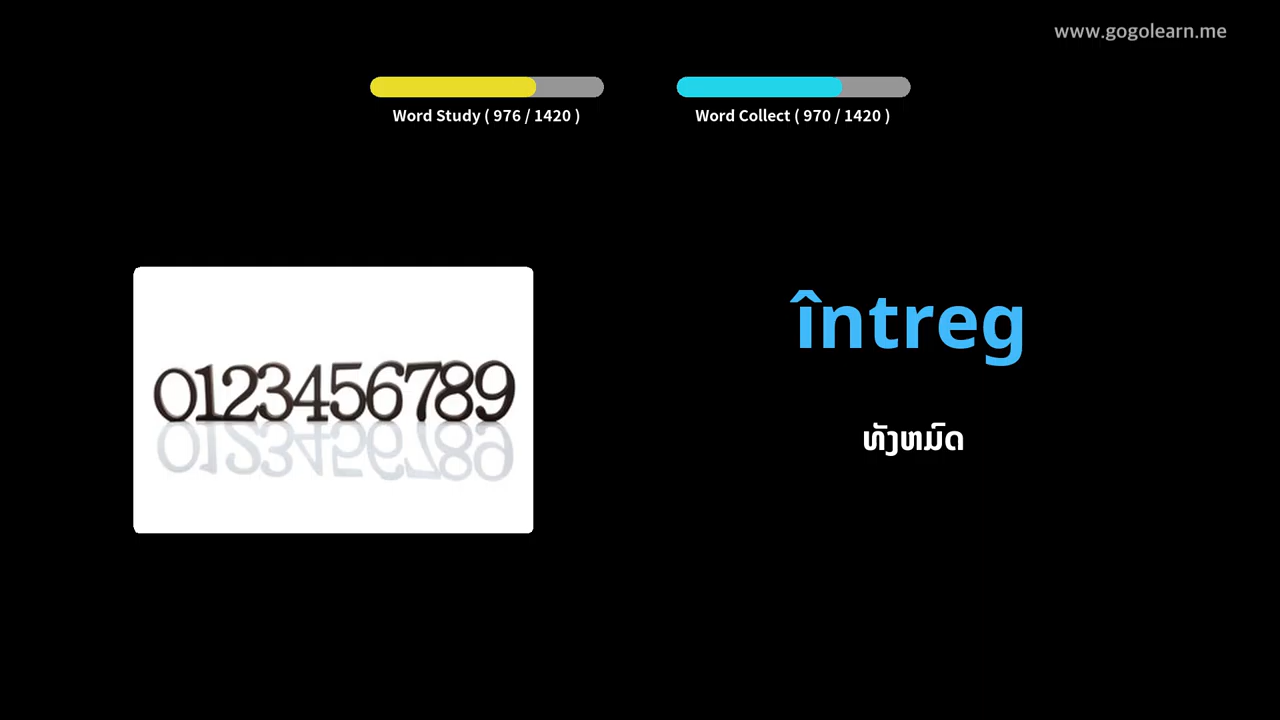 www.gogolearn.me
Word Study ( 976 / 1420 )
Word Collect ( 970 / 1420 )
0123456789
întreg
ທັງຫມົດ